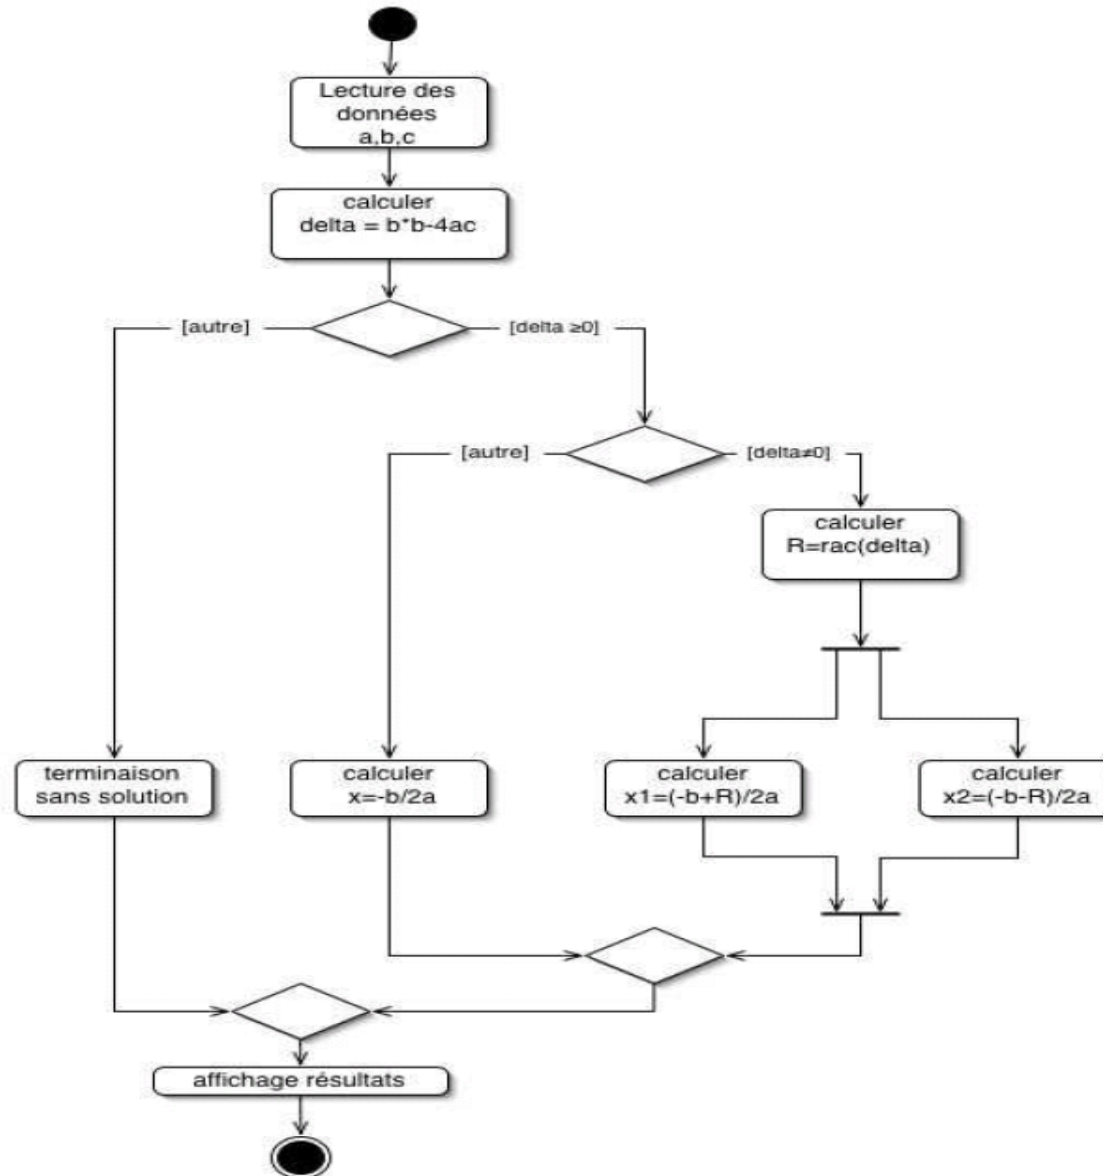 Lecture des
données
a,b,c
calculer
delta = b*b-4ac
[autre]
[delta ≥0]
[autre]
[delta≠0]
calculer
R=rac(delta)
terminaison
sans solution
calculer
x=-b/2a
calculer
x1=(-b+R)/2a
calculer
x2=(-b-R)/2a
affichage résultats